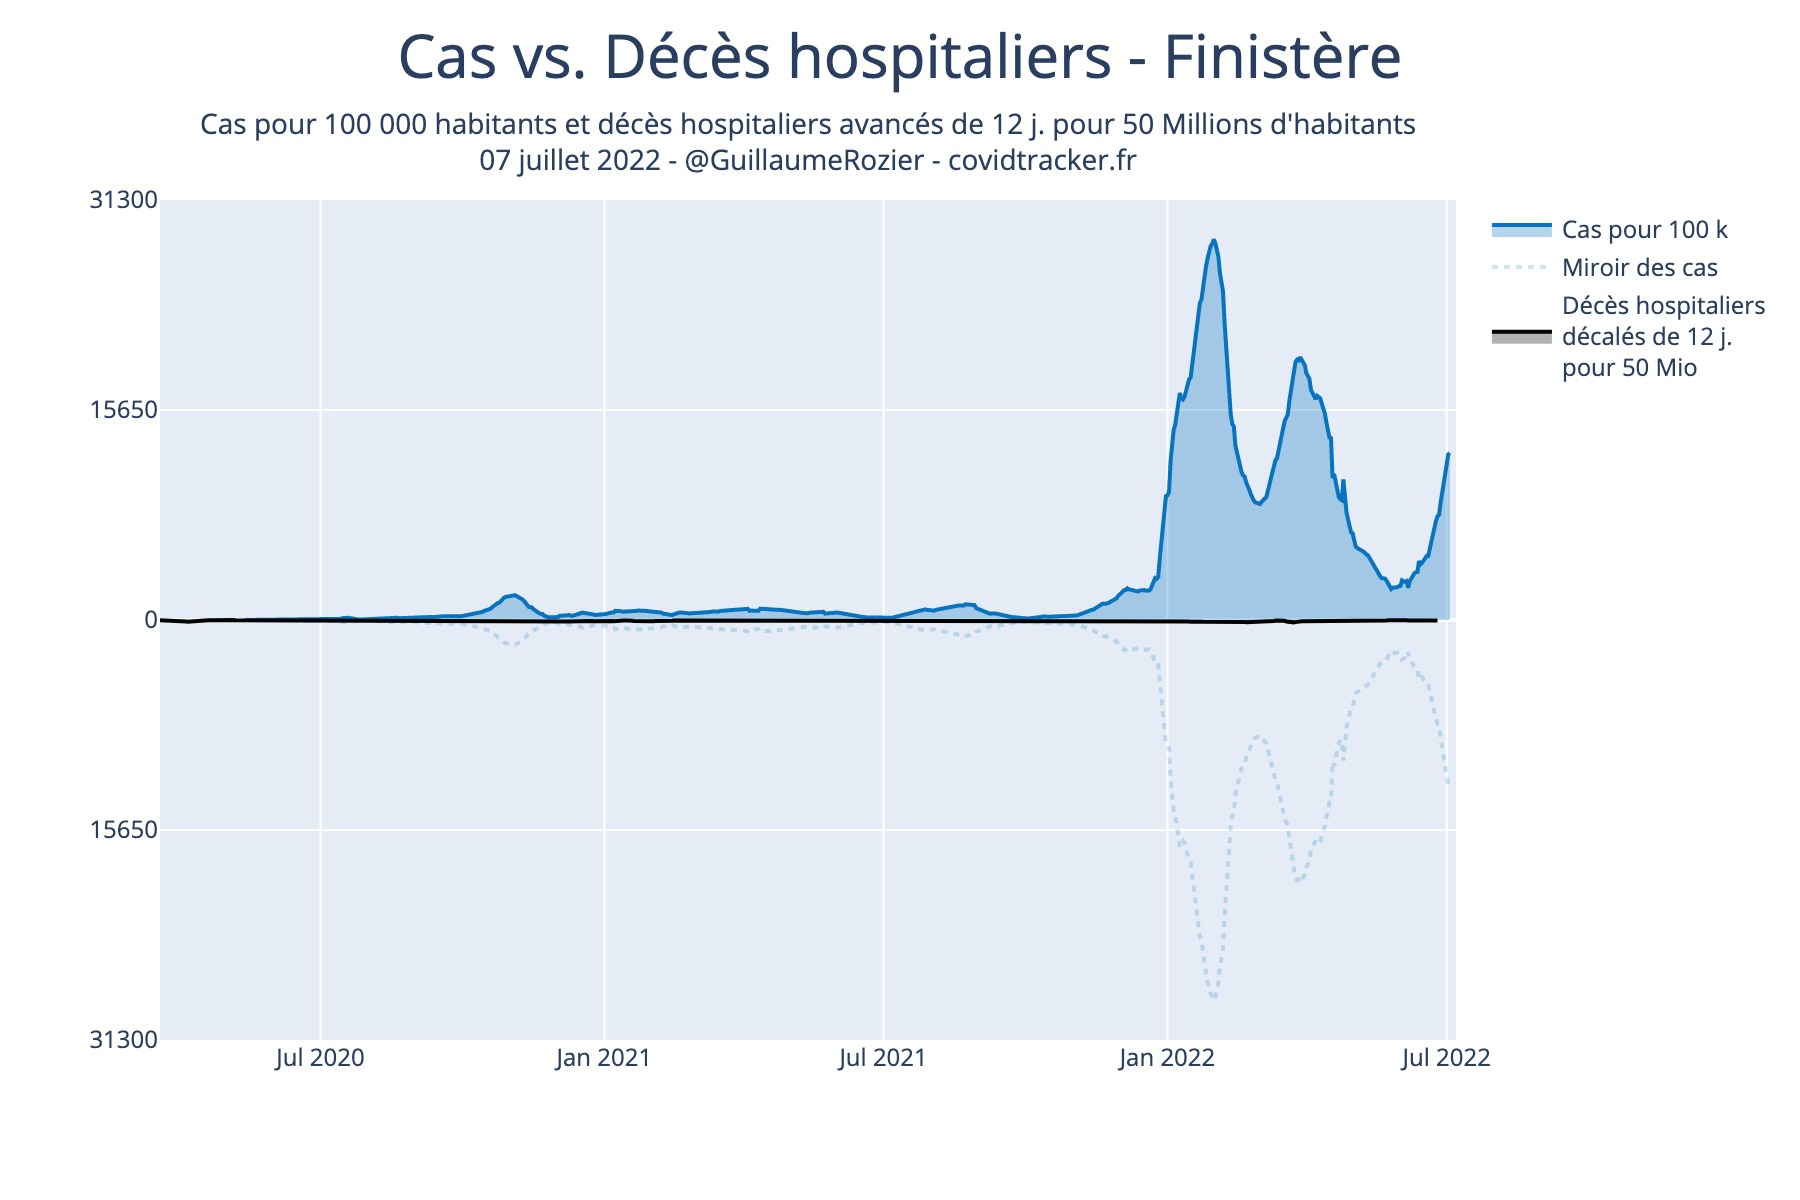 Cas vs. Décès hospitaliers - Finistère
Cas pour 100 000 habitants et décès hospitaliers avancés de 12 j. pour 50 Millions d'habitants
07 juillet 2022 - @GuillaumeRozier - covidtracker.fr
31300
15650
0
15650
31300
Jul 2020
Jan 2021
Jul 2021
Jan 2022
Jul 2022
Cas pour 100 k
Miroir des cas
Décès hospitaliers
décalés de 12 j.
pour 50 Mio